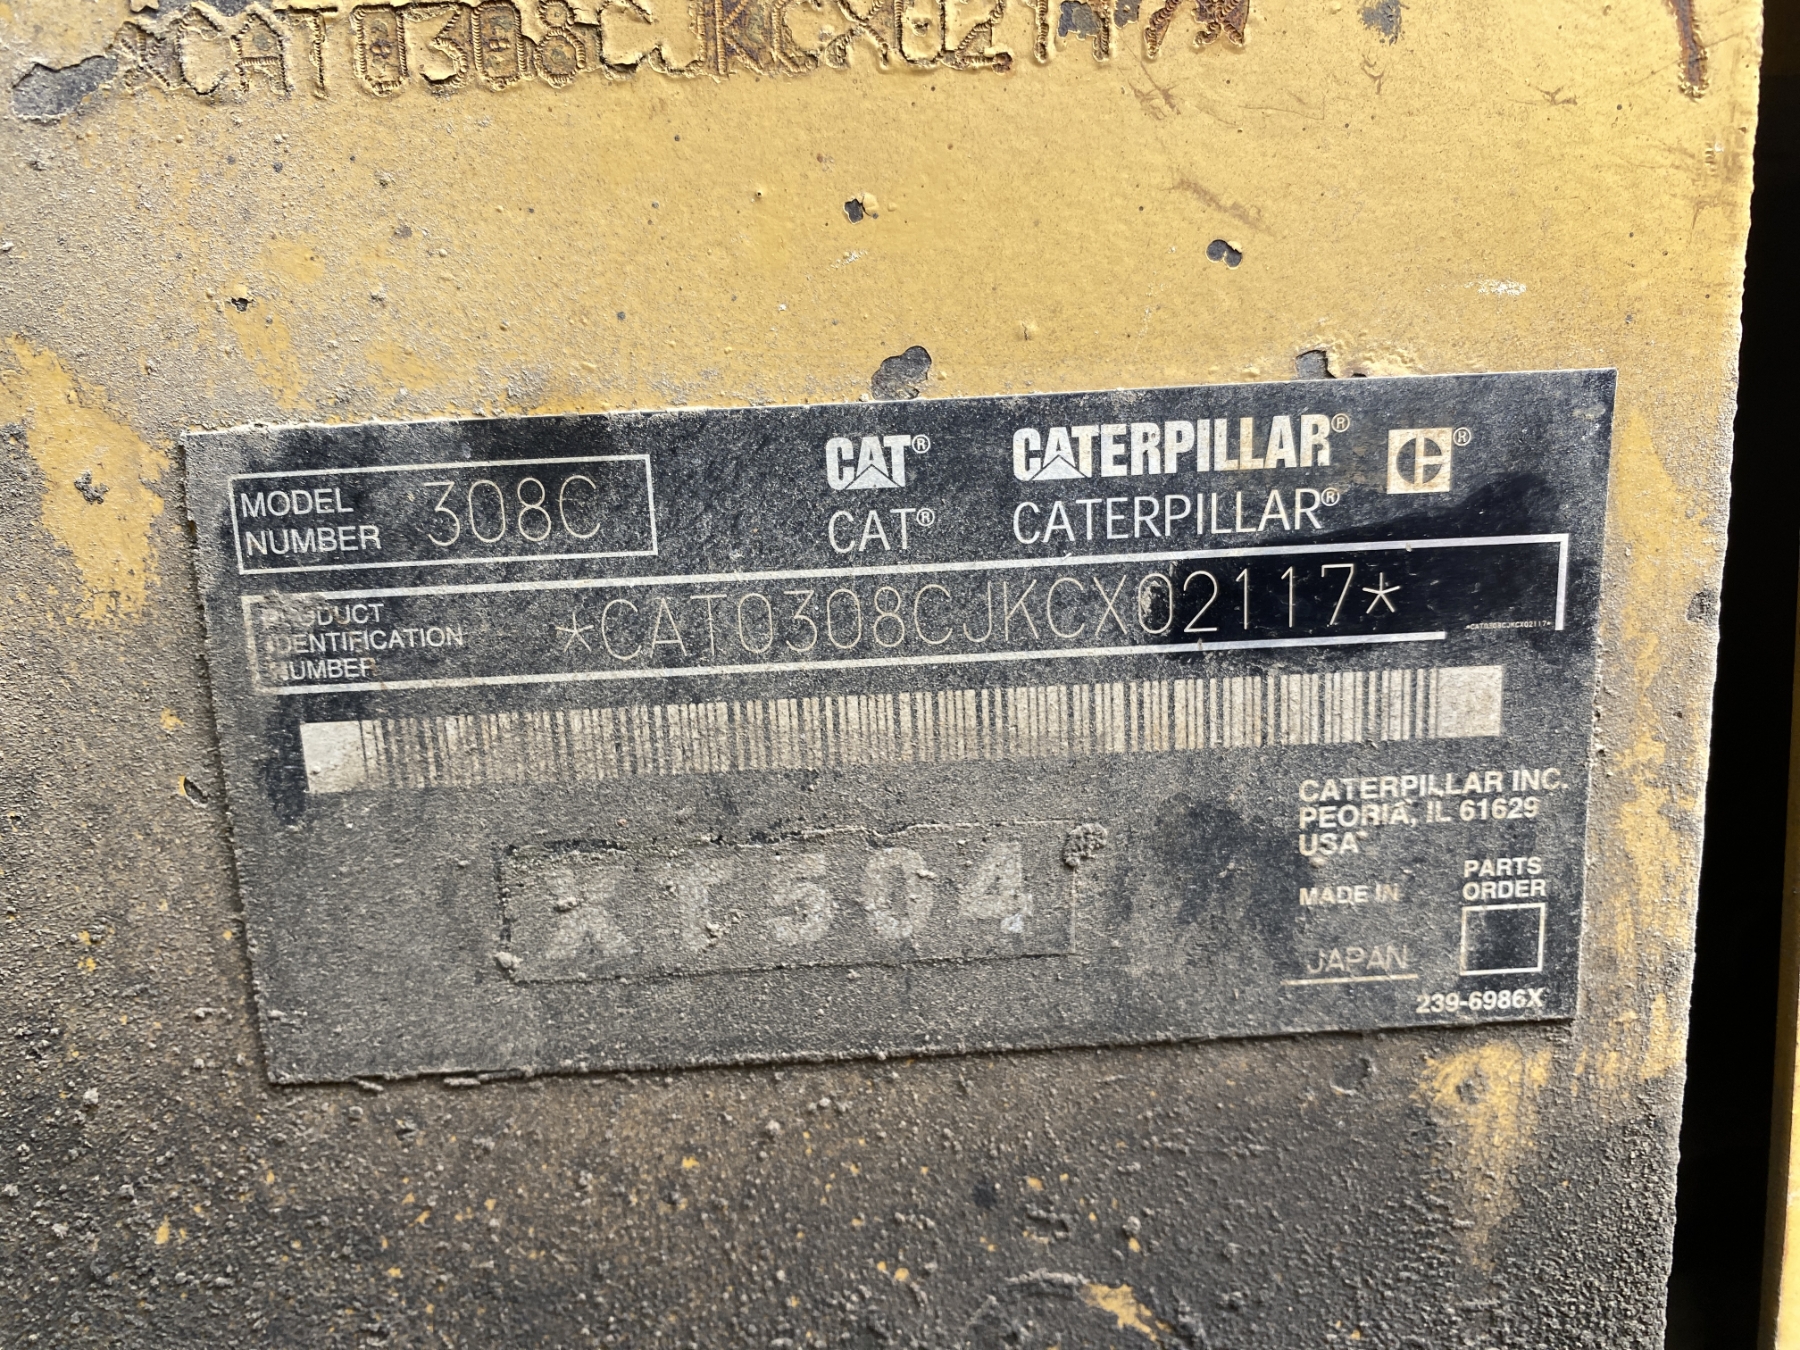 *CAT0308CJKCX02117*
CAT® CATERPILLAR® ®
CAT® CATERPILLAR®
MODEL
NUMBER 308C
PRODUCT
IDENTIFICATION
NUMBER
*CAT0308CJKCX02117*
*CAT0308CJKCX02117*
XT504
CATERPILLAR INC.
PEORIA, IL 61629
USA
MADE IN
JAPAN
PARTS
ORDER
239-6986X